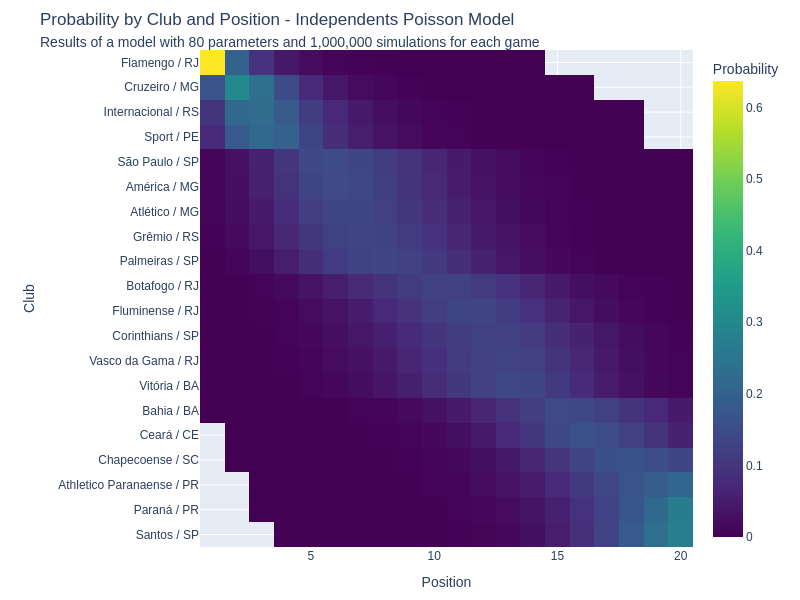 Probability by Club and Position - Independents Poisson Model
Results of a model with 80 parameters and 1,000,000 simulations for each game
Probability
Flamengo / RJ
Cruzeiro / MG
Internacional / RS
Sport / PE
São Paulo / SP
América / MG
Atlético / MG
Grêmio / RS
Palmeiras / SP
Botafogo / RJ
Fluminense / RJ
Corinthians / SP
Vasco da Gama / RJ
Vitória / BA
Bahia / BA
Ceará / CE
Chapecoense / SC
Athletico Paranaense / PR
Paraná / PR
Santos / SP
Club
5 10 15 20
Position
0.6
0.5
0.4
0.3
0.2
0.1
0